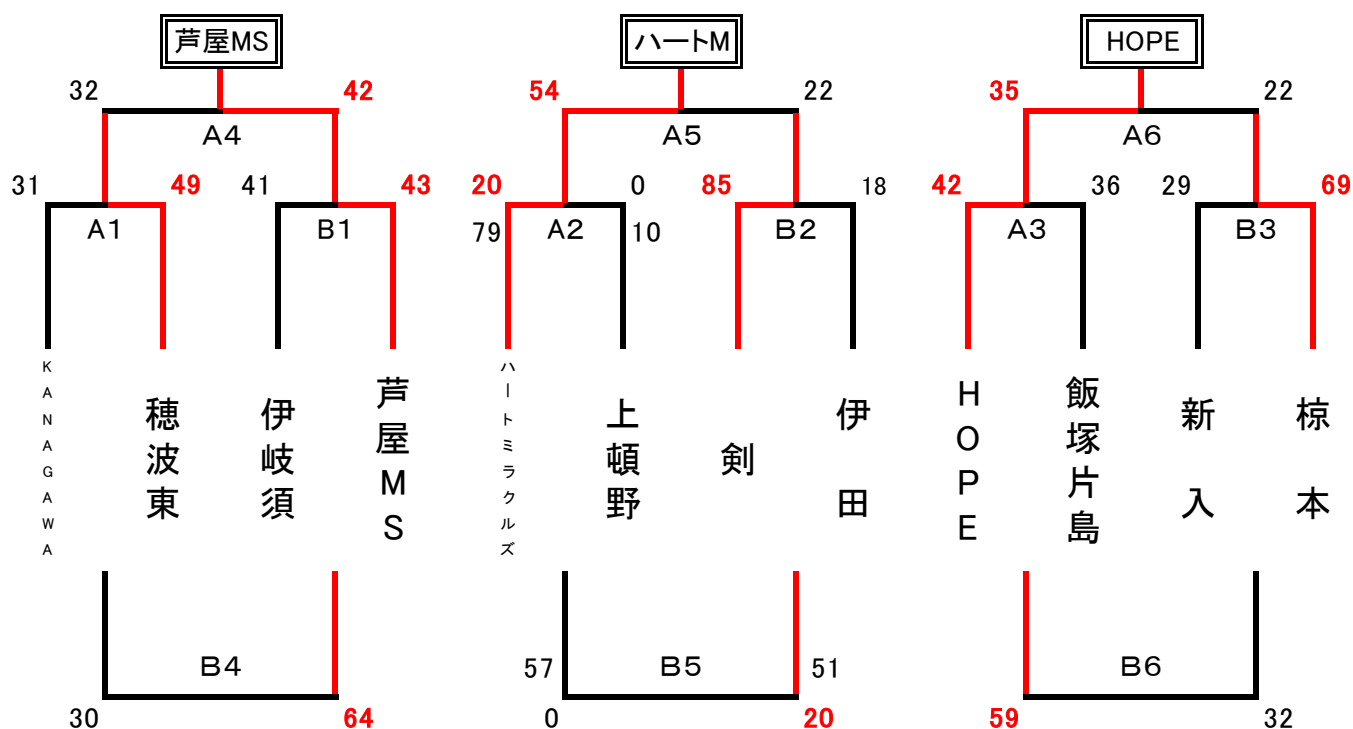 芦屋MS
ハートM
HOPE
32
42
54
22
35
22
A4
A5
A6
31
49
41
43
20
0
85
18
42
36
29
69
A1
B1
79
A2
10
B2
A3
B3
KANAGAWA
穂波東
伊岐須
芦屋MS
ハートミラクルズ
上頓野
剣
伊田
HOPE
飯塚片島
新入
椋本
B4
57
B5
51
B6
30
64
0
20
59
32